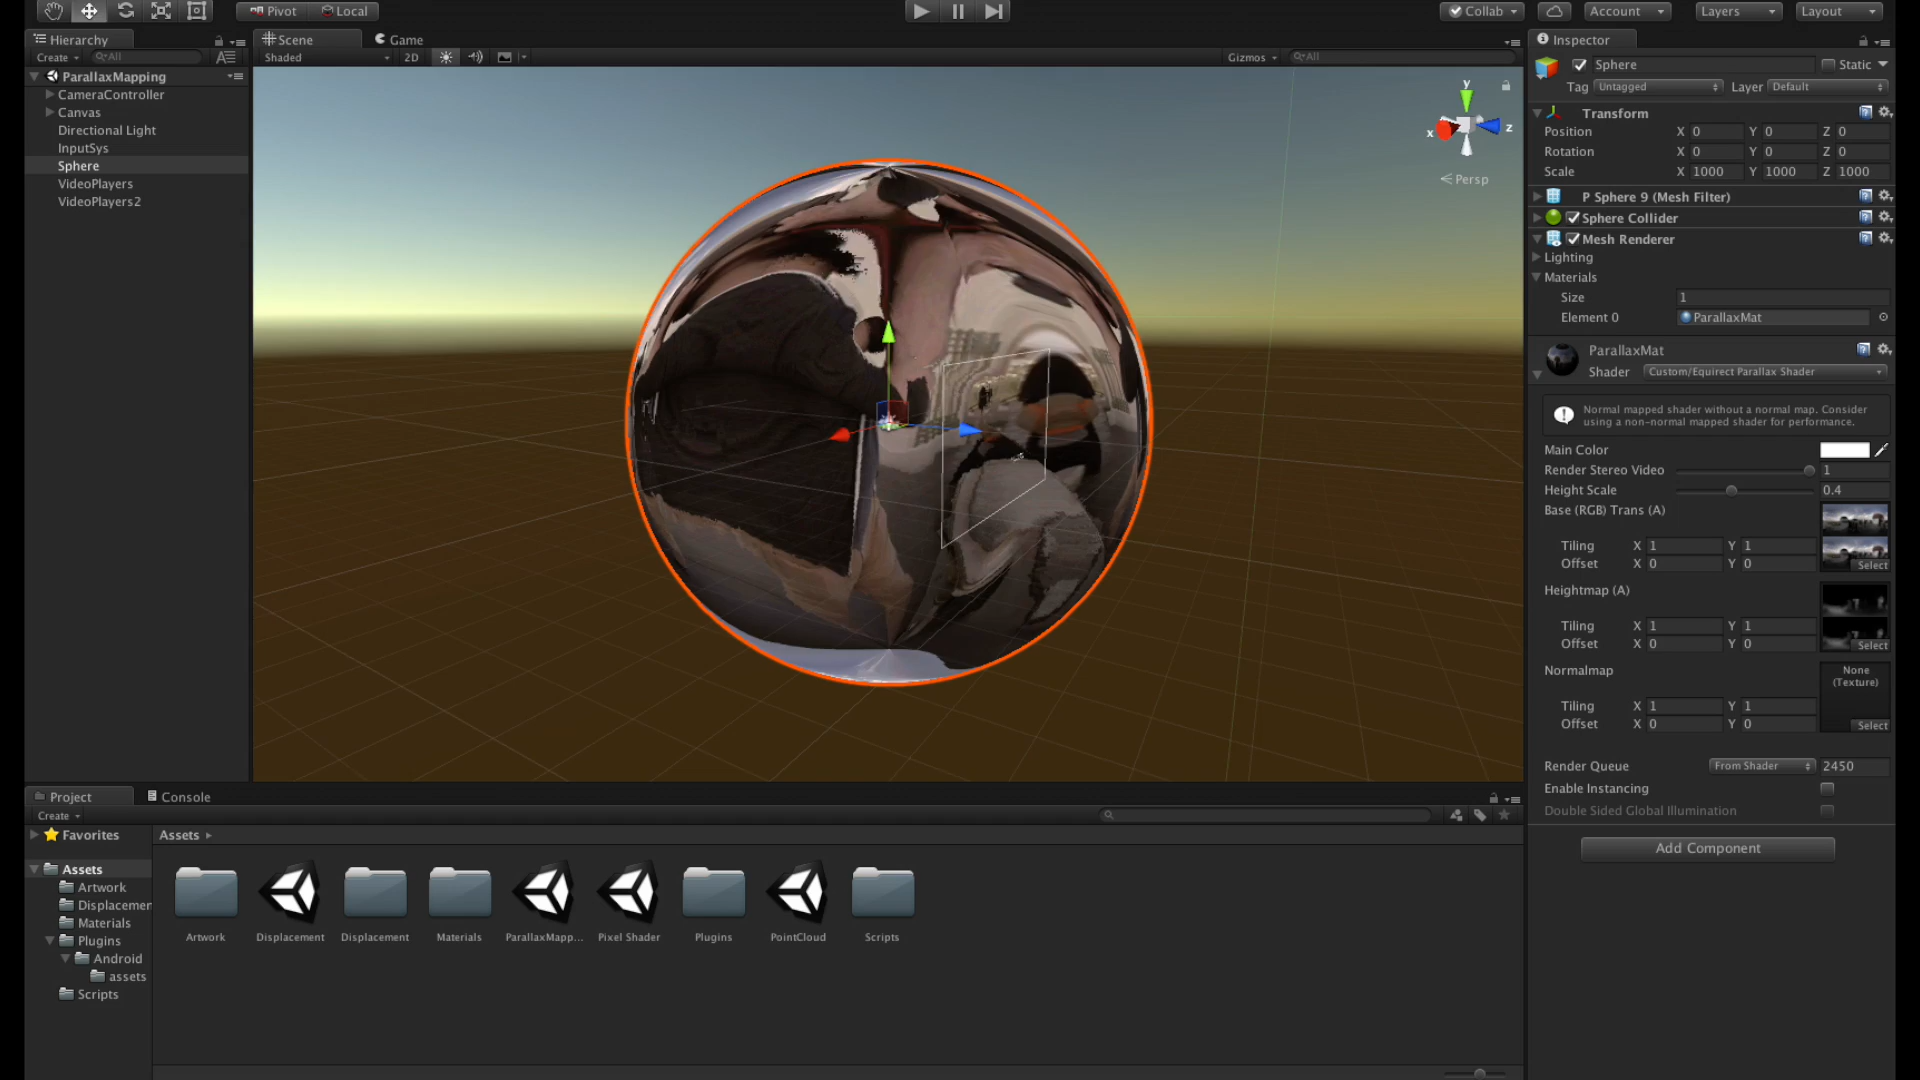 Pivot Local Collab Account Layers Layout
Hierarchy Scene Game Inspector
Create All Shaded 2D Gizmos All
Sphere Static
Tag Untagged Layer Default
ParallaxMapping
CameraController
Canvas
Directional Light
InputSys
Sphere
VideoPlayers
VideoPlayers2
y
x z
Persp
Transform
Position X 0 Y 0 Z 0
Rotation X 0 Y 0 Z 0
Scale X 1000 Y 1000 Z 1000
P Sphere 9 (Mesh Filter)
Sphere Collider
Mesh Renderer
Lighting
Materials
Size 1
Element 0 ParallaxMat
ParallaxMat
Shader Custom/Equirect Parallax Shader
Normal mapped shader without a normal map. Consider
using a non-normal mapped shader for performance.
Main Color
Render Stereo Video 1
Height Scale 0.4
Base (RGB) Trans (A)
Tiling X 1 Y 1
Offset X 0 Y 0 Select
Heightmap (A)
Tiling X 1 Y 1
Offset X 0 Y 0 Select
Normalmap None
(Texture)
Tiling X 1 Y 1
Offset X 0 Y 0 Select
Render Queue From Shader 2450
Enable Instancing
Double Sided Global Illumination
Add Component
Project Console
Create
Favorites Assets
Assets
Artwork
Displacemen
Materials
Plugins
Android
assets
Scripts
Artwork Displacement Displacement Materials ParallaxMapp... Pixel Shader Plugins PointCloud Scripts